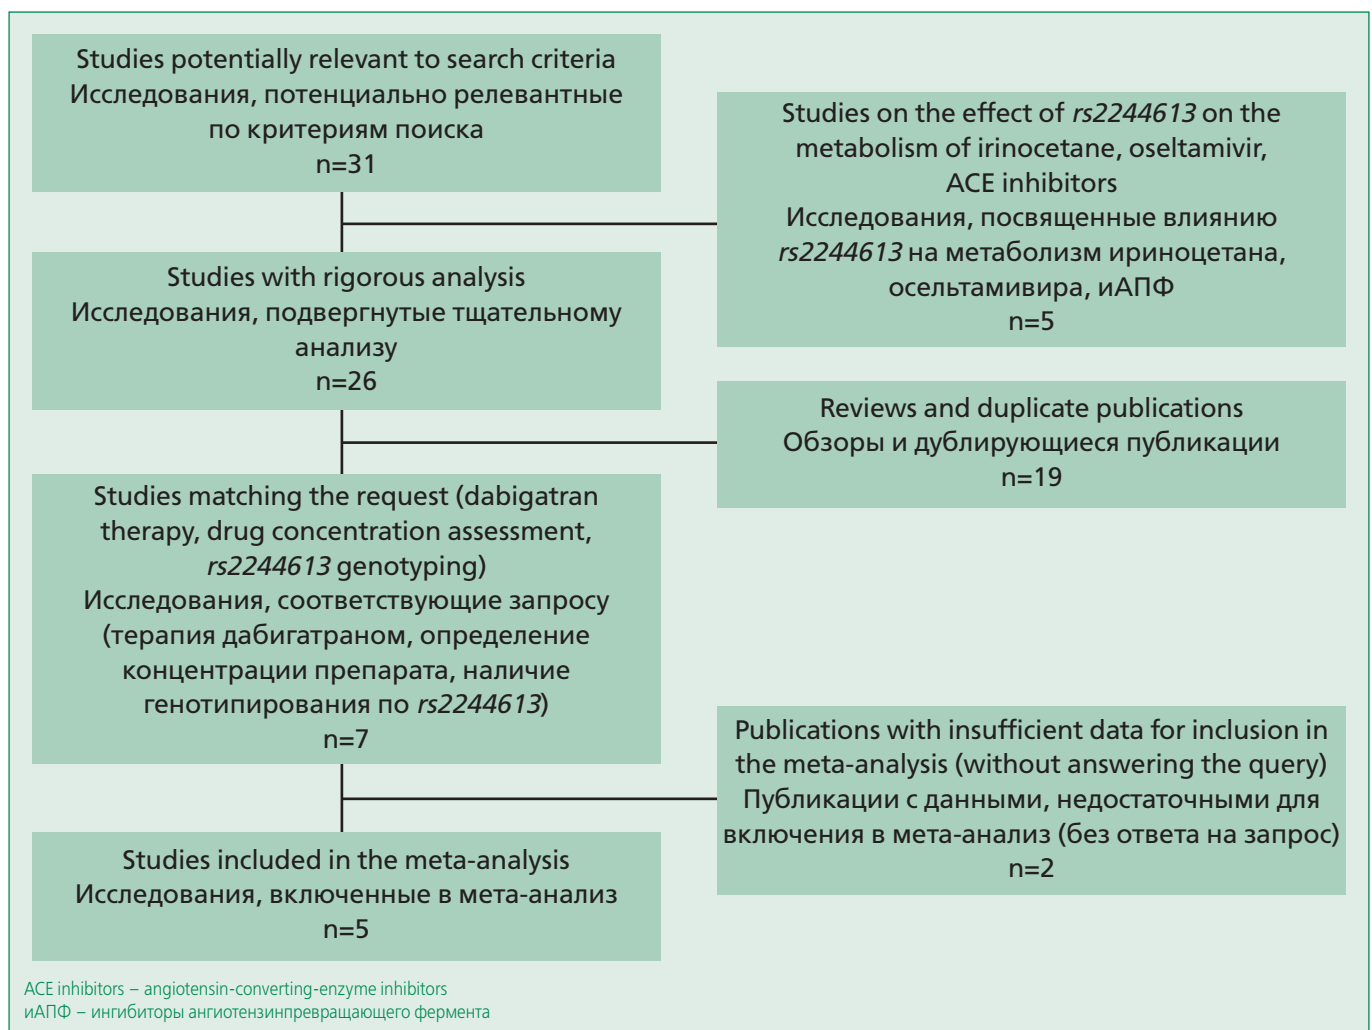 Studies potentially relevant to search criteria
Исследования, потенциально релевантные
по критериям поиска
n=31
Studies on the effect of rs2244613 on the
metabolism of irinocetane, oseltamivir,
ACE inhibitors
Исследования, посвященные влиянию
rs2244613 на метаболизм ириноцетана,
осельтамивира, иАПФ
n=5
Studies with rigorous analysis
Исследования, подвергнутые тщательному
анализу
n=26
Reviews and duplicate publications
Обзоры и дублирующиеся публикации
n=19
Studies matching the request (dabigatran
therapy, drug concentration assessment,
rs2244613 genotyping)
Исследования, соответствующие запросу
(терапия дабигатраном, определение
концентрации препарата, наличие
генотипирования по rs2244613)
n=7
Publications with insufficient data for inclusion in
the meta-analysis (without answering the query)
Публикации с данными, недостаточными для
включения в мета-анализ (без ответа на запрос)
n=2
Studies included in the meta-analysis
Исследования, включенные в мета-анализ
n=5
ACE inhibitors – angiotensin-converting-enzyme inhibitors
иАПФ – ингибиторы ангиотензинпревращающего фермента